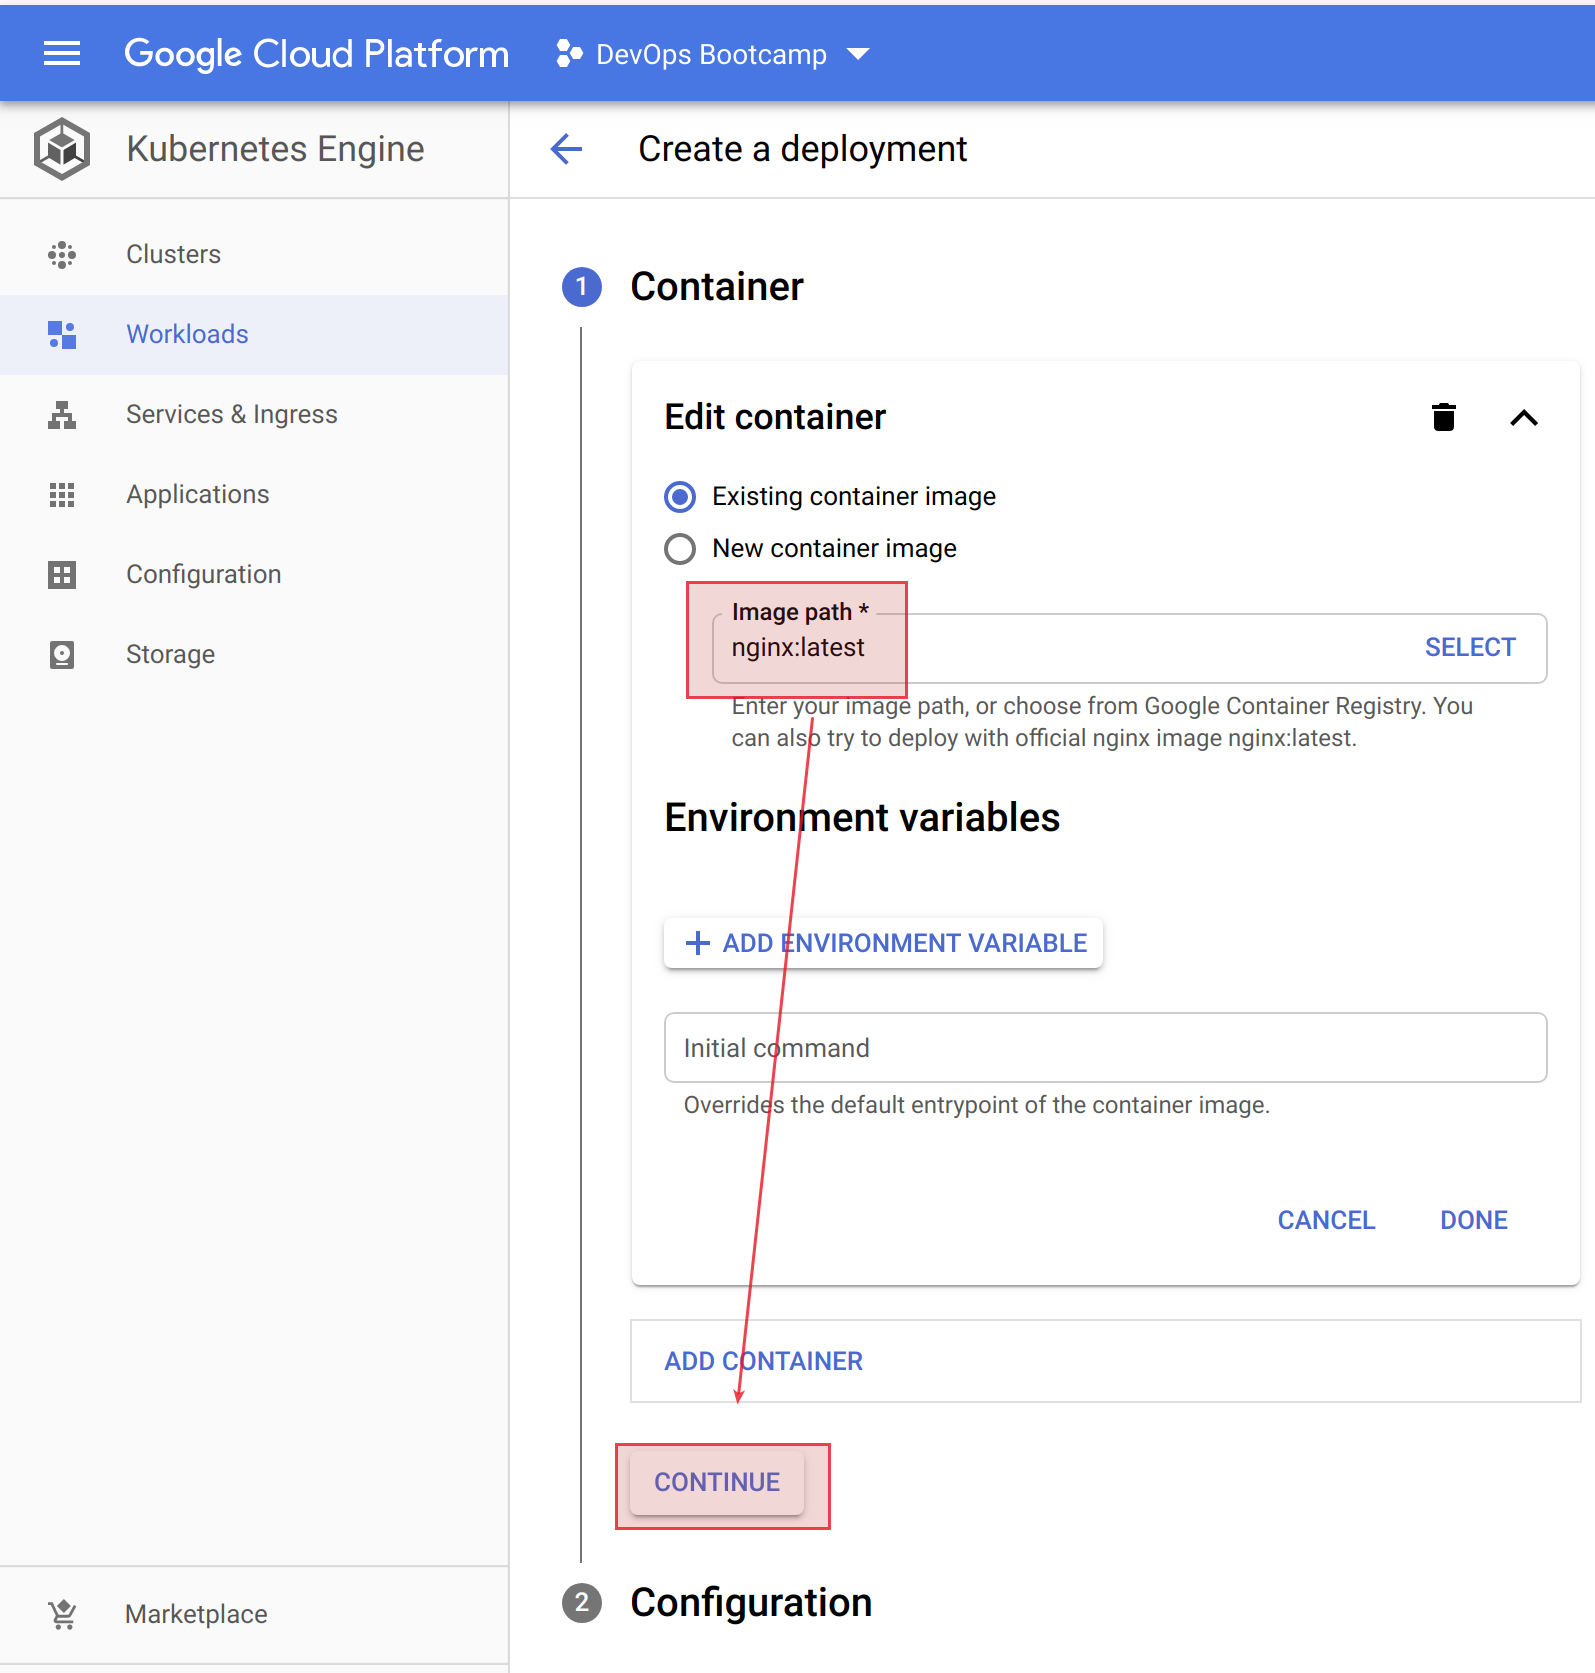 Google Cloud Platform
DevOps Bootcamp
Kubernetes Engine
Create a deployment
Clusters
Workloads
Services & Ingress
Applications
Configuration
Storage
Marketplace
1
Container
Edit container
Existing container image
New container image
Image path *
nginx:latest
SELECT
Enter your image path, or choose from Google Container Registry. You
can also try to deploy with official nginx image nginx:latest.
Environment variables
ADD ENVIRONMENT VARIABLE
Initial command
Overrides the default entrypoint of the container image.
CANCEL
DONE
ADD CONTAINER
CONTINUE
2
Configuration